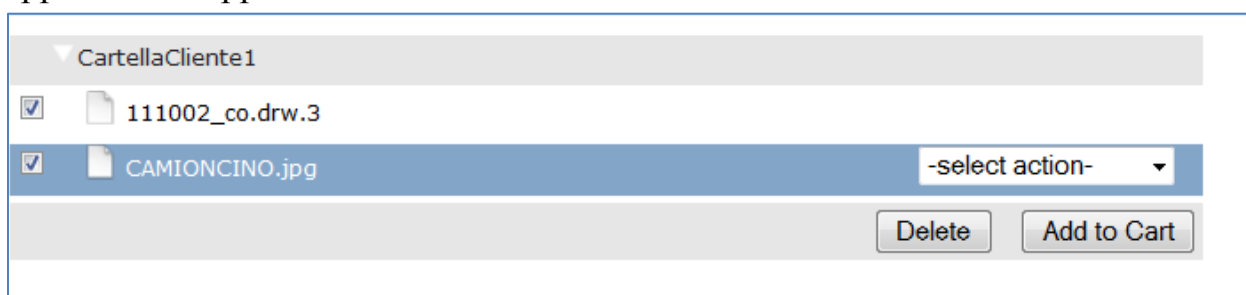 CartellaCliente1
111002_co.drw.3
CAMIONCINO.jpg -select action-
Delete Add to Cart